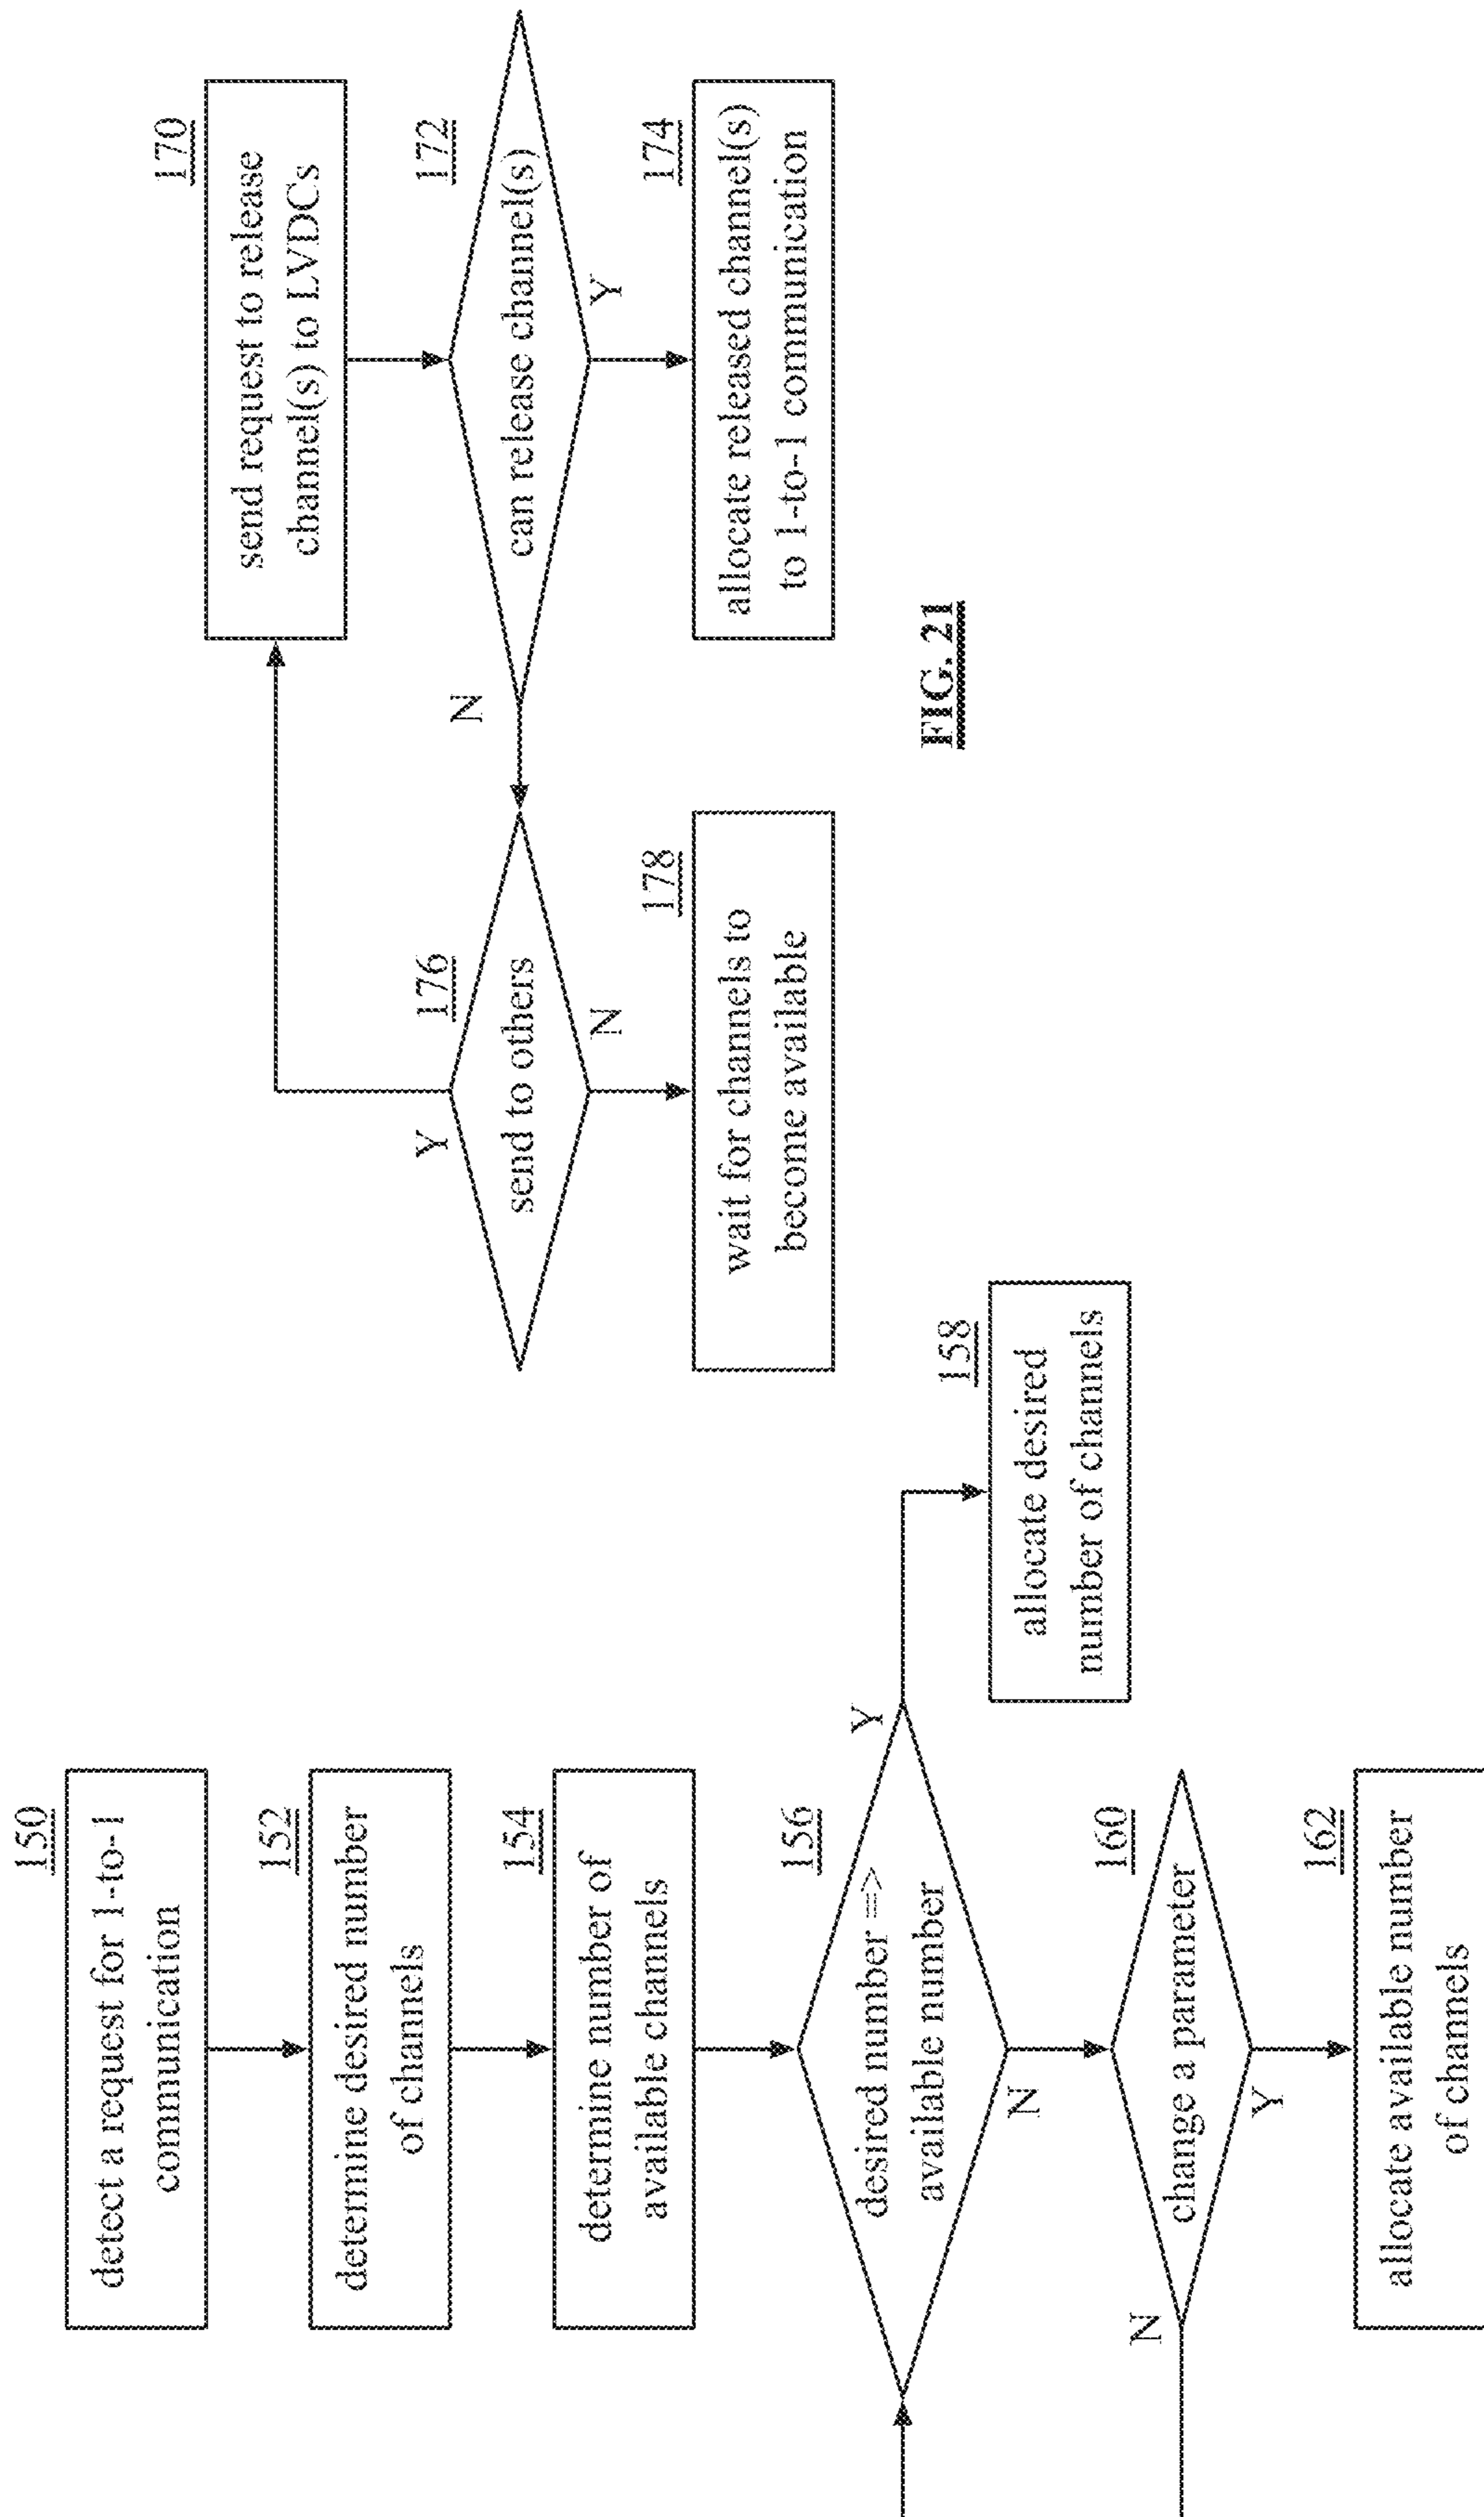 150
detect a request for 1-to-1
communication
152
determine desired number
of channels
154
determine number of
available channels
156
desired number =>
available number
Y
N
158
allocate desired
number of channels
160
change a parameter
N
Y
162
allocate available number
of channels
170
send request to release
channel(s) to LVDCs
172
can release channel(s)
N
Y
174
allocate released channel(s)
to 1-to-1 communication
176
send to others
Y
N
178
wait for channels to
become available
FIG. 21